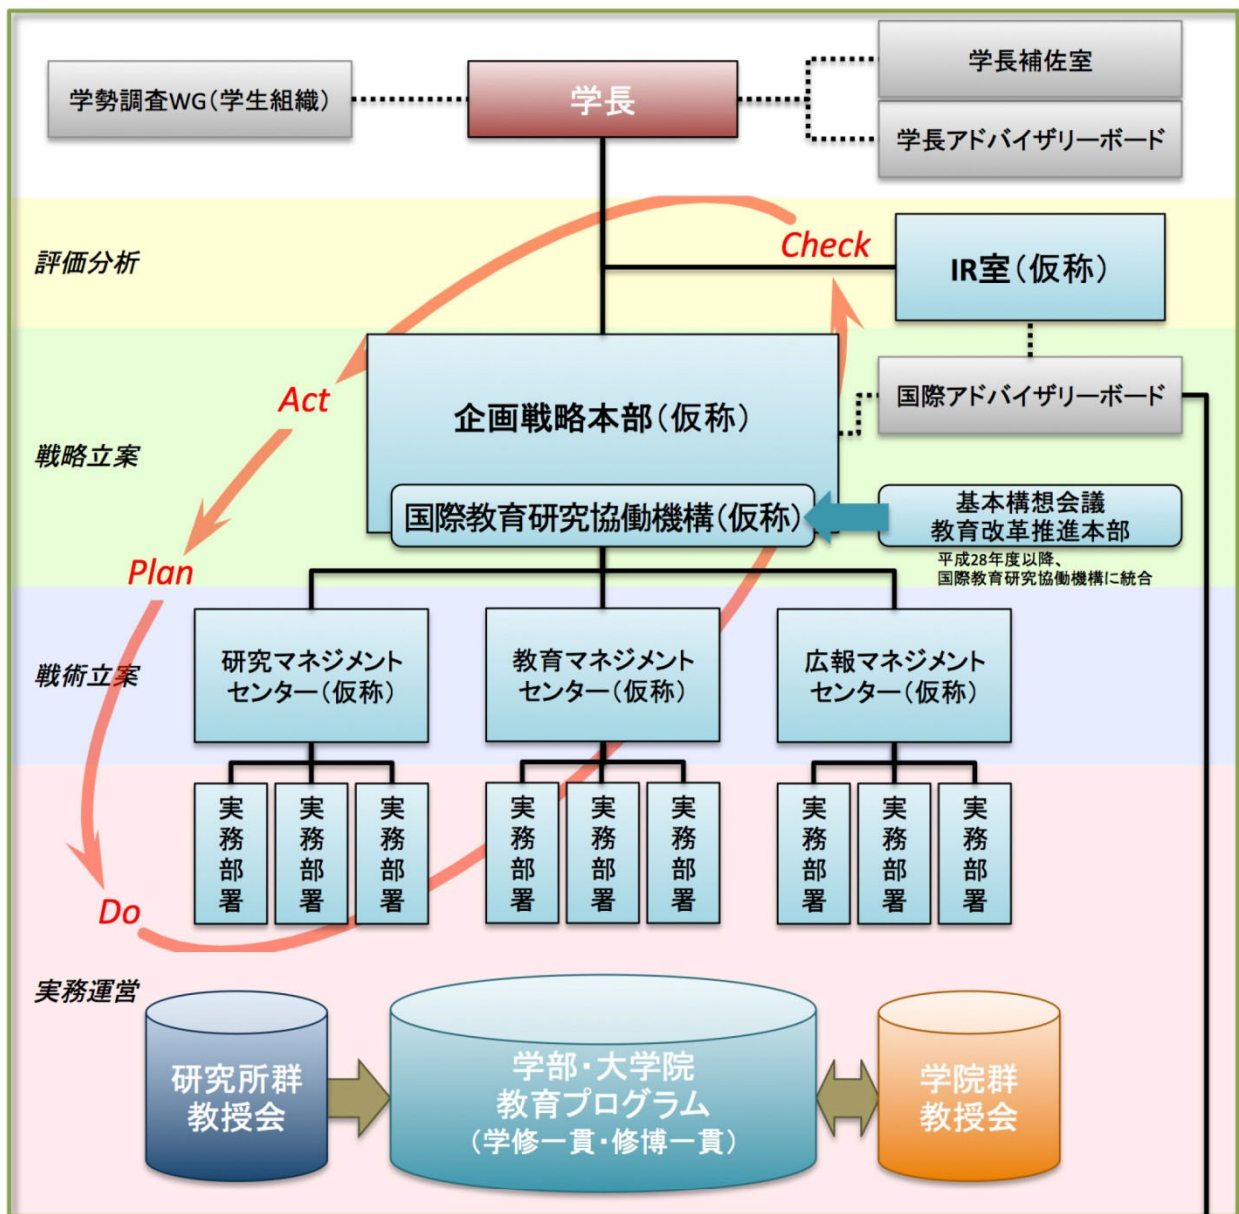 学勢調査WG(学生組織)
学長
学長補佐室
学長アドバイザリーボード
評価分析
Check
IR室(仮称)
Act
企画戦略本部(仮称)
国際アドバイザリーボード
戦略立案
国際教育研究協働機構(仮称)
基本構想会議
教育改革推進本部
平成28年度以降、
国際教育研究協働機構に統合
Plan
戦術立案
研究マネジメント
センター(仮称)
教育マネジメント
センター(仮称)
広報マネジメント
センター(仮称)
実務部署
実務部署
実務部署
実務部署
実務部署
実務部署
実務部署
実務部署
実務部署
Do
実務運営
研究所群
教授会
学部・大学院
教育プログラム
(学修一貫・修博一貫)
学院群
教授会